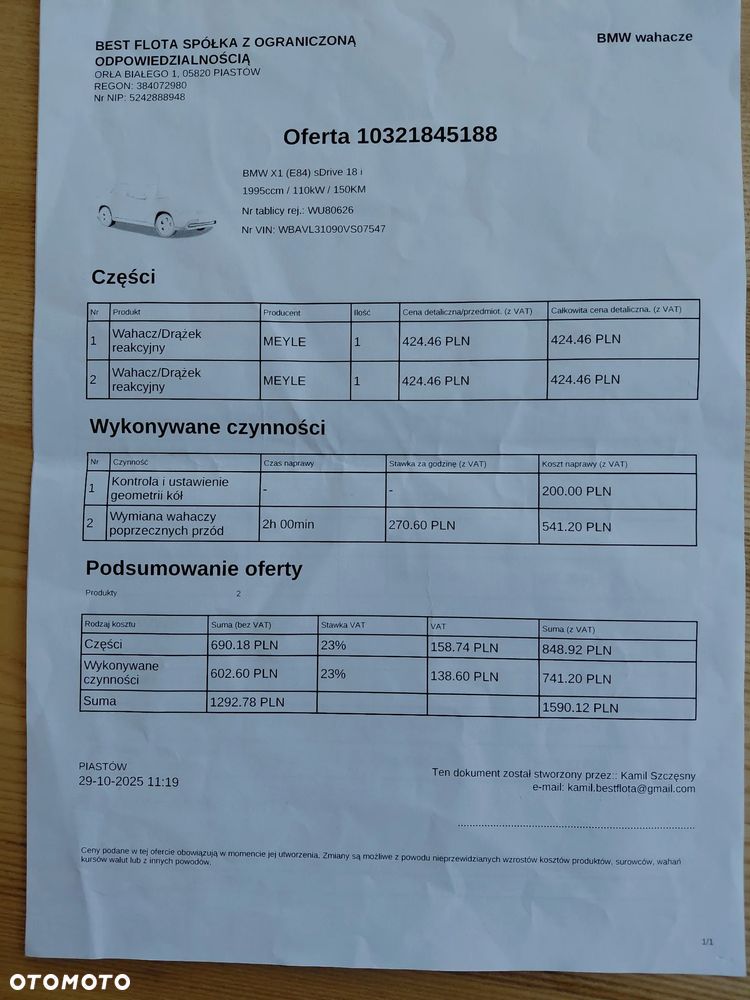 BEST FLOTA SPÓŁKA Z OGRANICZONĄ
ODPOWIEDZIALNOŚCIĄ
ORŁA BIAŁEGO 1, 05820 PIASTÓW
REGON: 384072980
Nr NIP: 5242888948
BMW wahacze
Oferta 10321845188
BMW X1 (E84) sDrive 18 i
1995ccm / 110kW / 150KM
Nr tablicy rej.: WU80626
Nr VIN: WBAVL31090VS07547
Części
Nr Produkt Producent Ilość Cena detaliczna/przedmiot. (z VAT) Całkowita cena detaliczna. (z VAT)
1 Wahacz/Drążek reakcyjny MEYLE 1 424.46 PLN 424.46 PLN
2 Wahacz/Drążek reakcyjny MEYLE 1 424.46 PLN 424.46 PLN
Wykonywane czynności
Nr Czynność Czas naprawy Stawka za godzinę (z VAT) Koszt naprawy (z VAT)
1 Kontrola i ustawienie geometrii kół - - 200.00 PLN
2 Wymiana wahaczy poprzecznych przód 2h 00min 270.60 PLN 541.20 PLN
Podsumowanie oferty
Produkty 2
Rodzaj kosztu Suma (bez VAT) Stawka VAT VAT Suma (z VAT)
Części 690.18 PLN 23% 158.74 PLN 848.92 PLN
Wykonywane czynności 602.60 PLN 23% 138.60 PLN 741.20 PLN
Suma 1292.78 PLN 1590.12 PLN
PIASTÓW
29-10-2025 11:19
Ten dokument został stworzony przez:: Kamil Szczęsny
e-mail: kamil.bestflota@gmail.com
Ceny podane w tej ofercie obowiązują w momencie jej utworzenia. Zmiany są możliwe z powodu nieprzewidzianych wzrostów kosztów produktów, surowców, wahań
kursów walut lub z innych powodów.
1/1
OTOMOTO